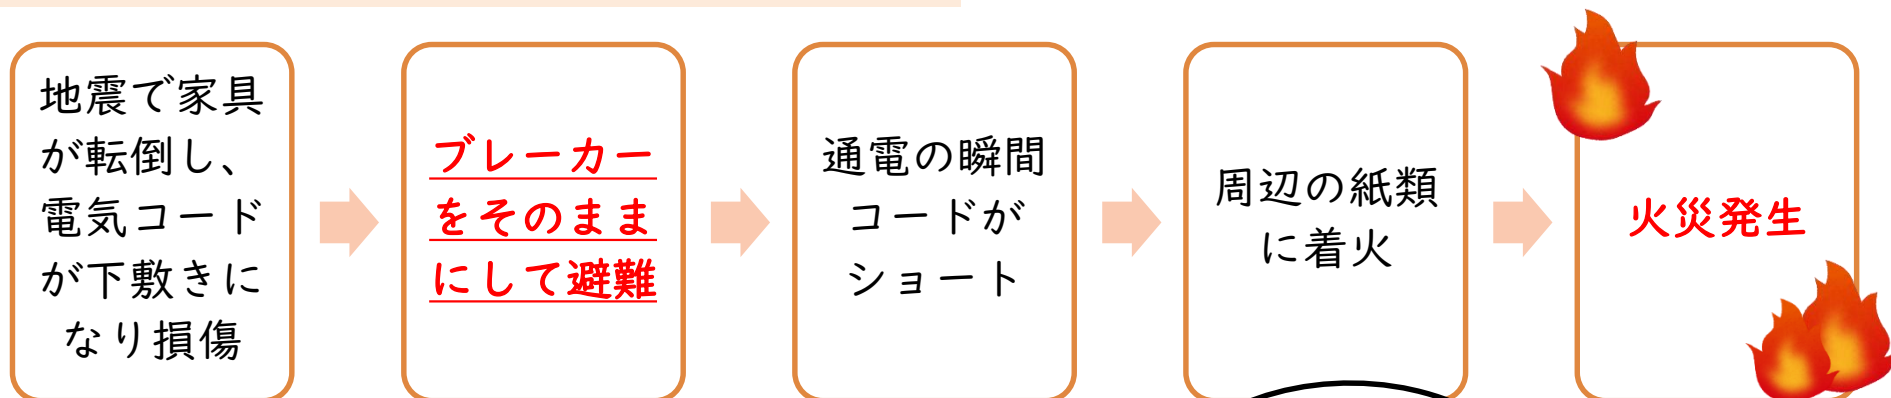 地震で家具
が転倒し、
電気コード
が下敷きに
なり損傷
ブレーカー
をそのまま
にして避難
通電の瞬間
コードが
ショート
周辺の紙類
に着火
火災発生